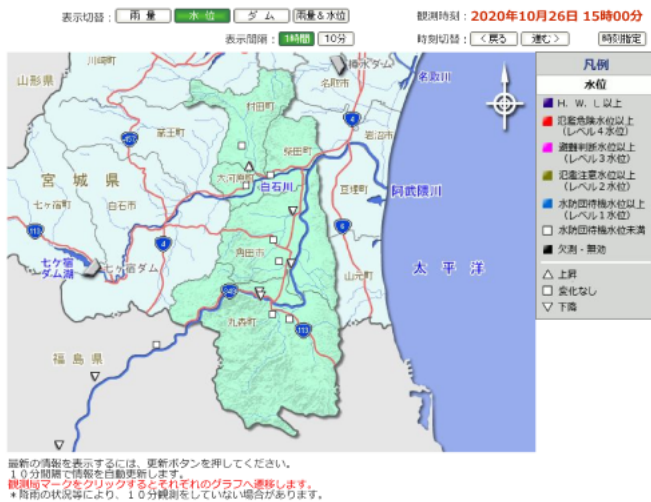 表示切替： 雨量 水位 ダム 雨量＆水位
観測時刻：2020年10月26日 15時00分
表示間隔： 1時間 10分
時刻切替： く戻る 進む＞ 時刻指定
川崎町
名取市
名取川
山形県
村田町
4
岩沼市
457
蔵王町
柴田町
宮城県
大河原町
白石川
亘理町
阿武隈川
七ヶ宿町
白石市
113
4
6
角田市
七ケ宿ダム湖
七ヶ宿ダム
山元町
太平洋
349
丸森町
113
福島県
凡例
水位
H．W．L以上
氾濫危険水位以上
（レベル４水位）
避難判断水位以上
（レベル３水位）
氾濫注意水位以上
（レベル２水位）
水防団待機水位以上
（レベル１水位）
水防団待機水位未満
欠測・無効
△ 上昇
□ 変化なし
▽ 下降
最新の情報を表示するには、更新ボタンを押してください。
１０分間隔で情報を自動更新します。
観測局マークをクリックするとそれぞれのグラフへ遷移します。
＊降雨の状況等により、１０分観測をしていない場合があります。